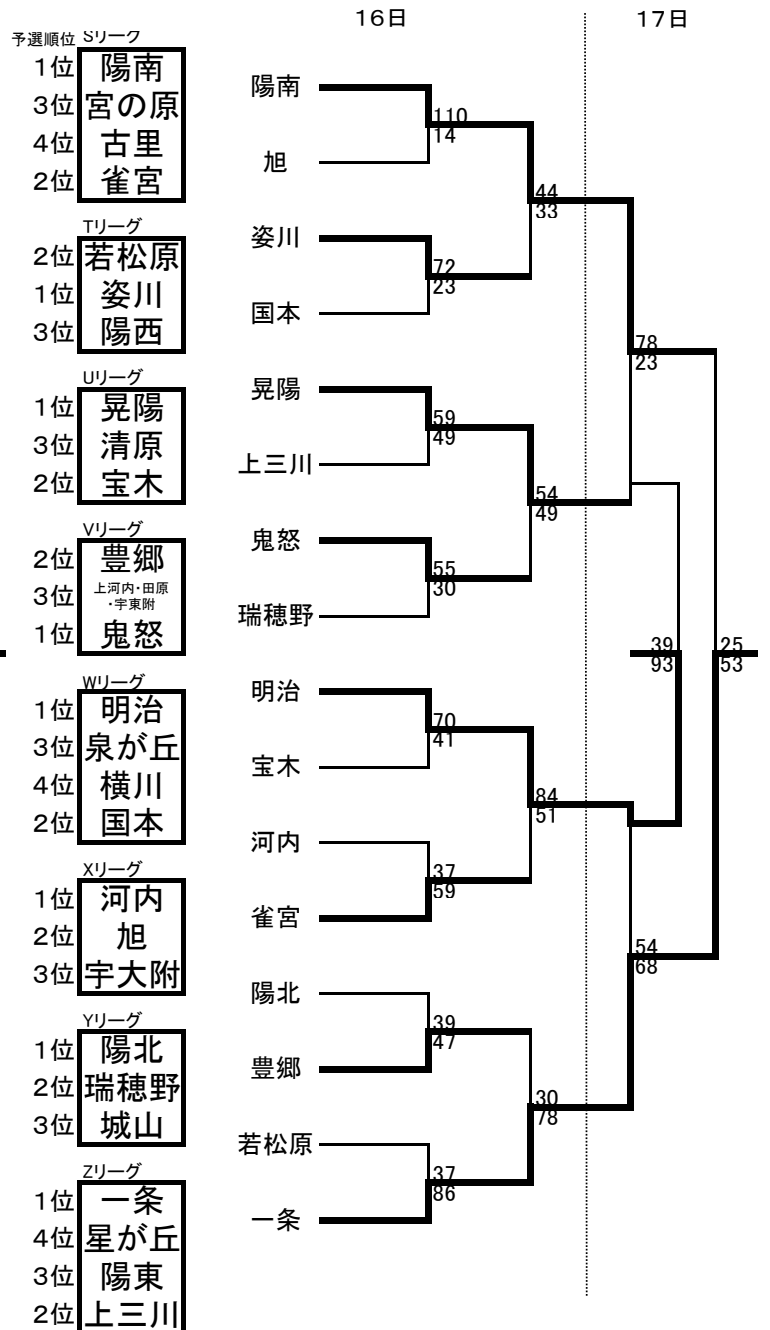 16日 17日
予選順位 Sリーグ
1位 陽南
3位 宮の原
4位 古里
2位 雀宮
Tリーグ
2位 若松原
1位 姿川
3位 陽西
Uリーグ
1位 晃陽
3位 清原
2位 宝木
Vリーグ
2位 豊郷
3位 上河内・田原
・宇東附
1位 鬼怒
Wリーグ
1位 明治
3位 泉が丘
4位 横川
2位 国本
Xリーグ
1位 河内
2位 旭
3位 宇大附
Yリーグ
1位 陽北
2位 瑞穂野
3位 城山
Zリーグ
1位 一条
4位 星が丘
3位 陽東
2位 上三川
陽南
110
14
旭
44
33
姿川
72
23
国本
78
23
晃陽
59
49
上三川
54
49
鬼怒
55
30
瑞穂野
39
93
25
53
明治
70
41
宝木
84
51
河内
37
59
雀宮
54
68
陽北
39
47
豊郷
30
78
若松原
37
86
一条